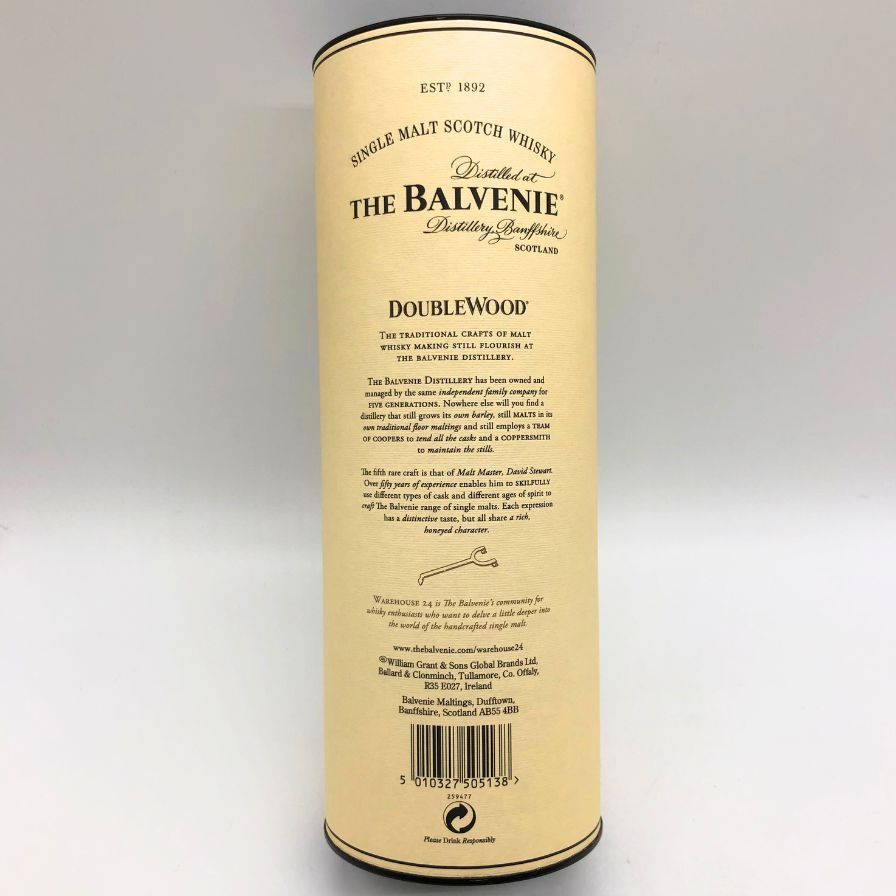 ESTD 1892
SINGLE MALT SCOTCH WHISKY
Distilled at
THE BALVENIE®
Distillery, Banffshire
SCOTLAND
DOUBLEWOOD®
THE TRADITIONAL CRAFTS OF MALT
WHISKY MAKING STILL FLOURISH AT
THE BALVENIE DISTILLERY.
THE BALVENIE DISTILLERY has been owned and
managed by the same independent family company for
FIVE GENERATIONS. Nowhere else will you find a
distillery that still grows its own barley, still MALTS in its
own traditional floor maltings and still employs a TEAM
OF COOPERS to tend all the casks and a COPPERSMITH
to maintain the stills.
The fifth rare craft is that of Malt Master, David Stewart.
Over fifty years of experience enables him to SKILFULLY
use different types of cask and different ages of spirit to
craft The Balvenie range of single malts. Each expression
has a distinctive taste, but all share a rich,
honeyed character.
WAREHOUSE 24 is The Balvenie's community for
whisky enthusiasts who want to delve a little deeper into
the world of the handcrafted single malt.
www.thebalvenie.com/warehouse24
®William Grant & Sons Global Brands Ltd,
Ballard & Clonminch, Tullamore, Co. Offaly,
R35 E027, Ireland
Balvenie Maltings, Dufftown,
Banffshire, Scotland AB55 4BB
5 010327 505138 >
259477
Please Drink Responsibly